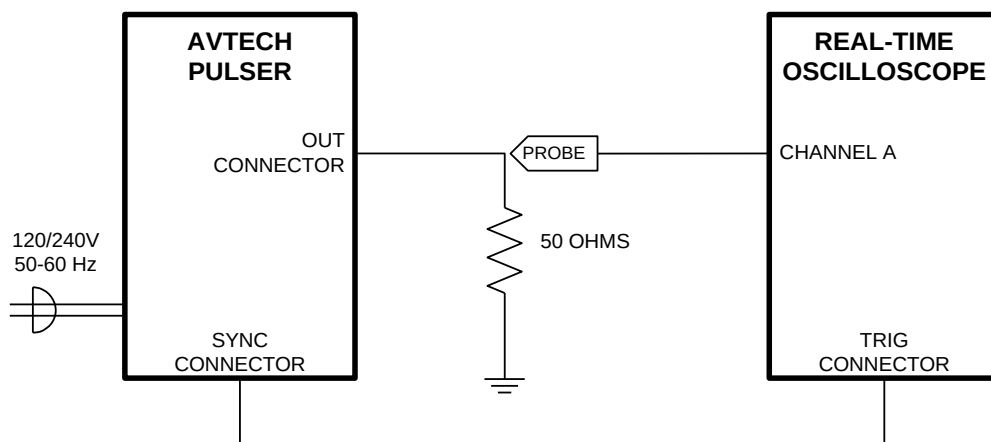 AVTECH
PULSER
REAL-TIME
OSCILLOSCOPE
OUT
CONNECTOR
PROBE
CHANNEL A
120/240V
50-60 Hz
50 OHMS
SYNC
CONNECTOR
TRIG
CONNECTOR